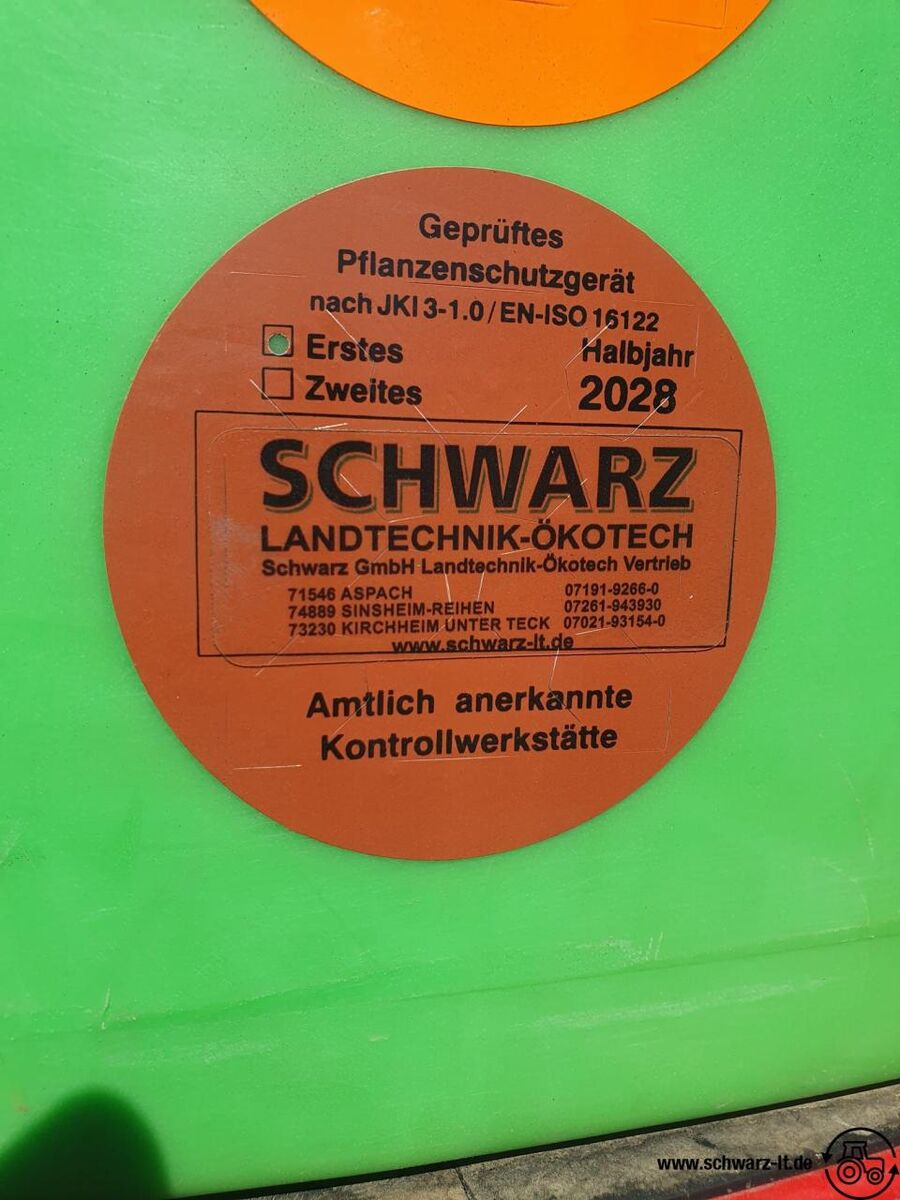 Geprüftes
Pflanzenschutzgerät
nach JKI 3-1.0 / EN-ISO 16122
Erstes Halbjahr
Zweites 2028
SCHWARZ
LANDTECHNIK-ÖKOTECH
Schwarz GmbH Landtechnik-Ökotech Vertrieb
71546 ASPACH 07191-9266-0
74889 SINSHEIM-REIHEN 07261-943930
73230 KIRCHHEIM UNTER TECK 07021-93154-0
www.schwarz-lt.de
Amtlich anerkannte
Kontrollwerkstätte
www.schwarz-lt.de